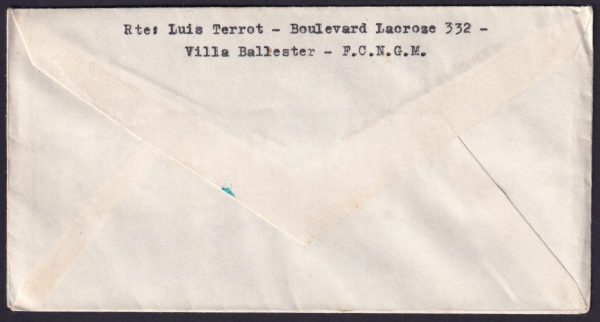 Rte: Luis Terrot - Boulevard Lacroze 332 -
Villa Ballester - F.C.N.G.M.